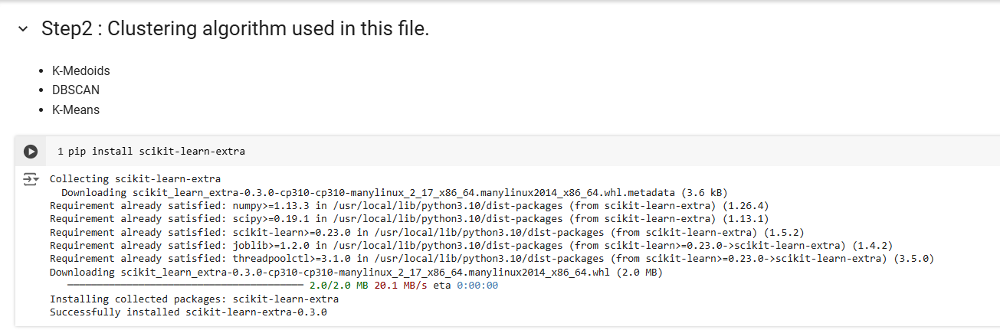 Step2 : Clustering algorithm used in this file.
• K-Medoids
• DBSCAN
• K-Means
1 pip install scikit-learn-extra
Collecting scikit-learn-extra
  Downloading scikit_learn_extra-0.3.0-cp310-cp310-manylinux_2_17_x86_64.manylinux2014_x86_64.whl.metadata (3.6 kB)
Requirement already satisfied: numpy>=1.13.3 in /usr/local/lib/python3.10/dist-packages (from scikit-learn-extra) (1.26.4)
Requirement already satisfied: scipy>=0.19.1 in /usr/local/lib/python3.10/dist-packages (from scikit-learn-extra) (1.13.1)
Requirement already satisfied: scikit-learn>=0.23.0 in /usr/local/lib/python3.10/dist-packages (from scikit-learn-extra) (1.5.2)
Requirement already satisfied: joblib>=1.2.0 in /usr/local/lib/python3.10/dist-packages (from scikit-learn>=0.23.0->scikit-learn-extra) (1.4.2)
Requirement already satisfied: threadpoolctl>=3.1.0 in /usr/local/lib/python3.10/dist-packages (from scikit-learn>=0.23.0->scikit-learn-extra) (3.5.0)
Downloading scikit_learn_extra-0.3.0-cp310-cp310-manylinux_2_17_x86_64.manylinux2014_x86_64.whl (2.0 MB)
2.0/2.0 MB 20.1 MB/s eta 0:00:00
Installing collected packages: scikit-learn-extra
Successfully installed scikit-learn-extra-0.3.0